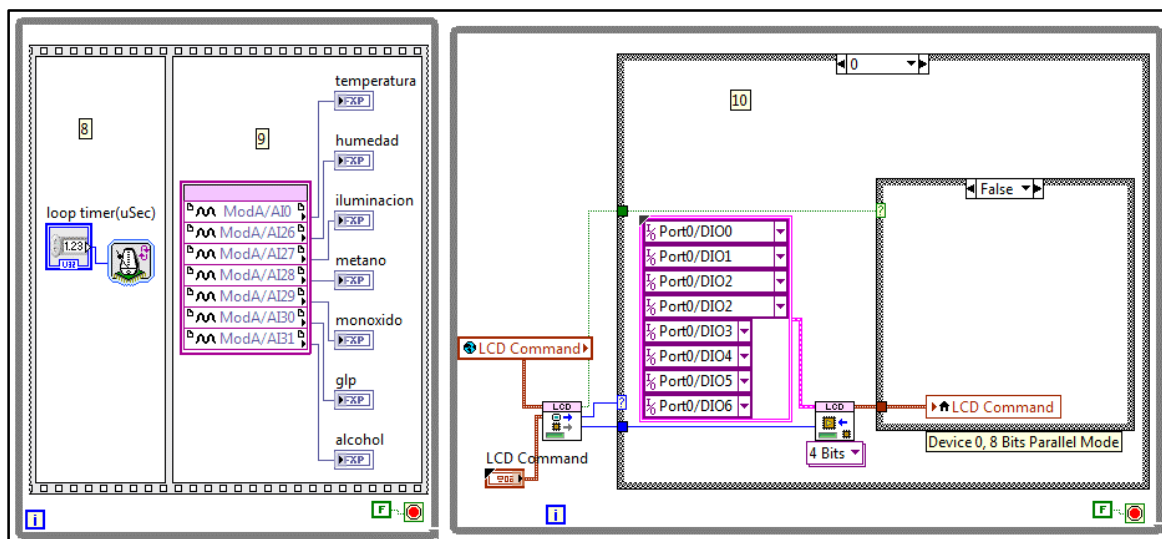 8
loop timer(uSec)
1.23
U32
9
ModA/AI0
ModA/AI26
ModA/AI27
ModA/AI28
ModA/AI29
ModA/AI30
ModA/AI31
temperatura
FXP
humedad
FXP
iluminacion
FXP
metano
FXP
monoxido
FXP
glp
FXP
alcohol
FXP
i
F
0
10
False
?
I/O Port0/DIO0
I/O Port0/DIO1
I/O Port0/DIO2
I/O Port0/DIO2
I/O Port0/DIO3
I/O Port0/DIO4
I/O Port0/DIO5
I/O Port0/DIO6
LCD Command
LCD
?
LCD Command
LCD
4 Bits
LCD Command
Device 0, 8 Bits Parallel Mode
i
F